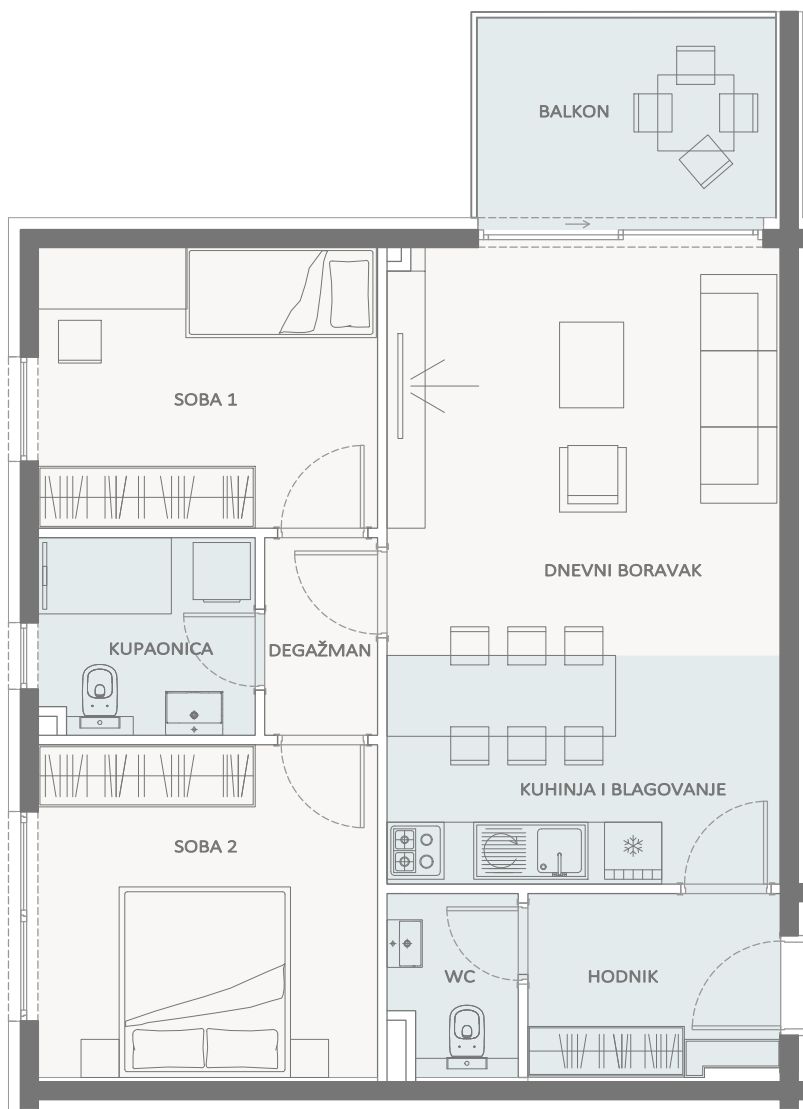 BALKON
SOBA 1
DNEVNI BORAVAK
KUPAONICA
DEGAŽMAN
KUHINJA I BLAGOVANJE
SOBA 2
WC
HODNIK